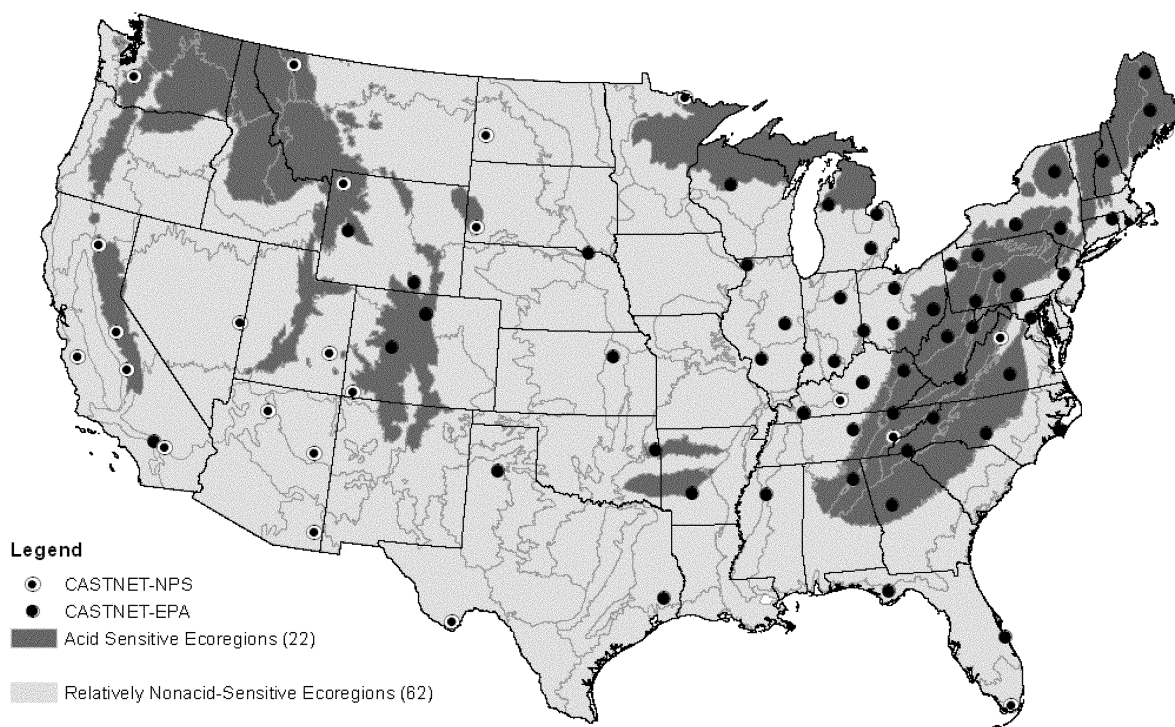 Legend
CASTNET-NPS
CASTNET-EPA
Acid Sensitive Ecoregions (22)
Relatively Nonacid-Sensitive Ecoregions (62)